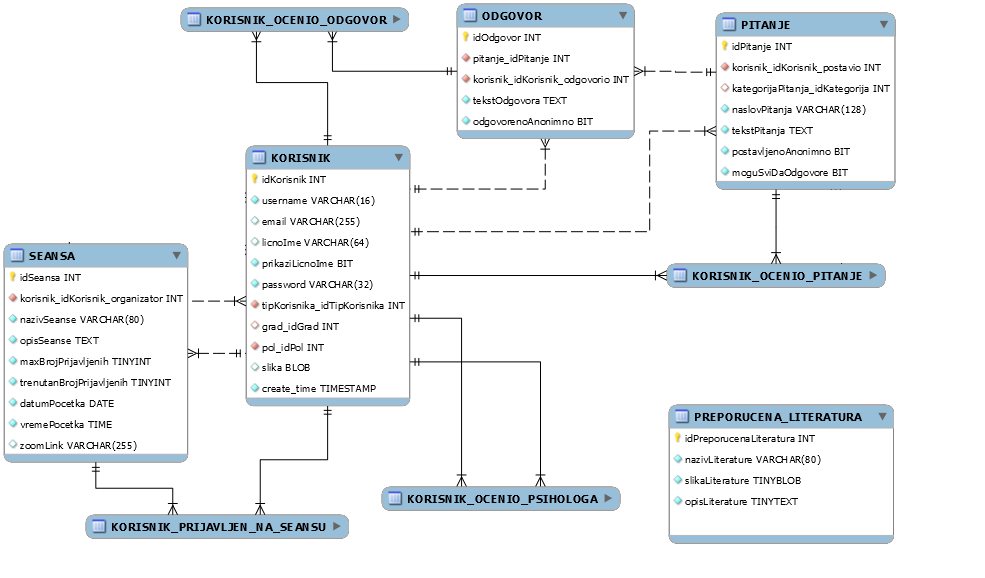 KORISNIK_OCENIO_ODGOVOR
ODGOVOR
idOdgovor INT
pitanje_idPitanje INT
korisnik_idKorisnik_odgovorio INT
tekstOdgovora TEXT
odgovorenoAnonimno BIT
PITANJE
idPitanje INT
korisnik_idKorisnik_postavio INT
kategorijaPitanja_idKategorija INT
naslovPitanja VARCHAR(128)
tekstPitanja TEXT
postavljenoAnonimno BIT
moguSviDaOdgovore BIT
KORISNIK
idKorisnik INT
username VARCHAR(16)
email VARCHAR(255)
licnoIme VARCHAR(64)
prikaziLicnoIme BIT
password VARCHAR(32)
tipKorisnika_idTipKorisnika INT
grad_idGrad INT
pol_idPol INT
slika BLOB
create_time TIMESTAMP
SEANSA
idSeansa INT
korisnik_idKorisnik_organizator INT
nazivSeanse VARCHAR(80)
opisSeanse TEXT
maxBrojPrijavljenih TINYINT
trenutanBrojPrijavljenih TINYINT
datumPocetka DATE
vremePocetka TIME
zoomLink VARCHAR(255)
KORISNIK_OCENIO_PITANJE
PREPORUCENA_LITERATURA
idPreporucenaLiteratura INT
nazivLiterature VARCHAR(80)
slikaLiterature TINYBLOB
opisLiterature TINYTEXT
KORISNIK_OCENIO_PSIHOLOGA
KORISNIK_PRIJAVLJEN_NA_SEANSU